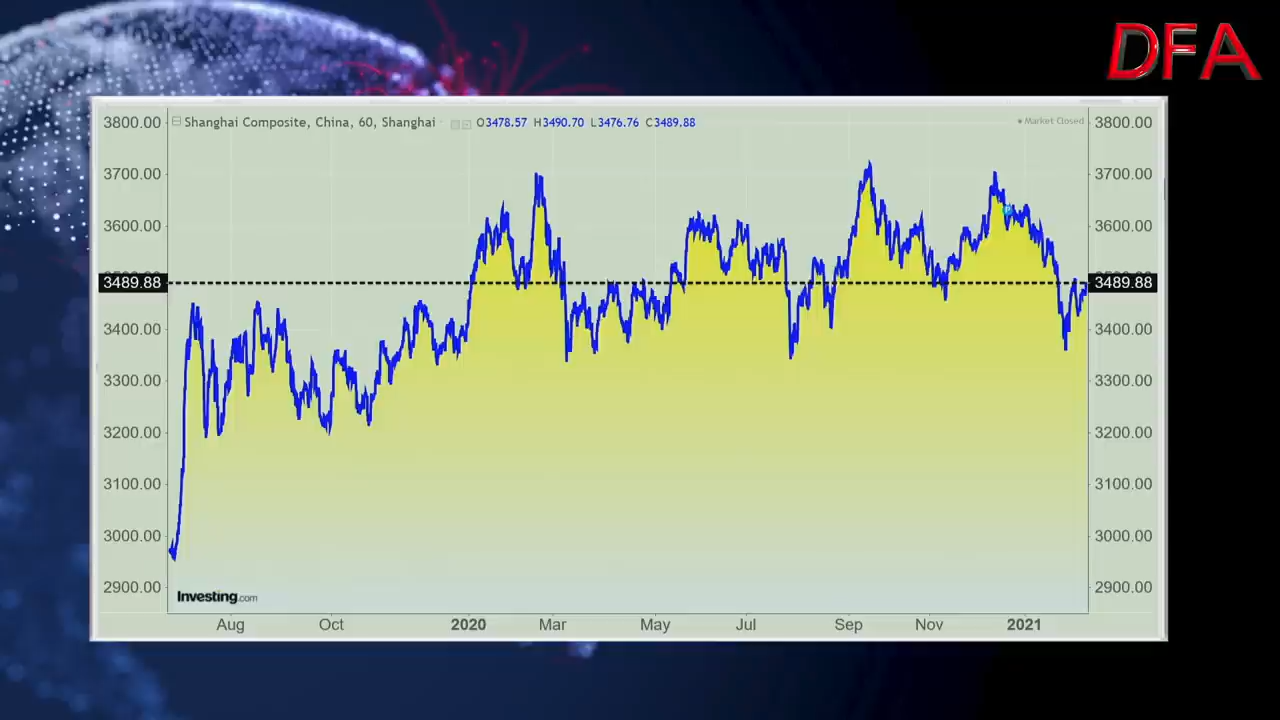 DFA
Shanghai Composite, China, 60, Shanghai O3478.57 H3490.70 L3476.76 C3489.88
Market Closed
3800.00 3800.00
3700.00 3700.00
3600.00 3600.00
3489.88 3489.88
3400.00 3400.00
3300.00 3300.00
3200.00 3200.00
3100.00 3100.00
3000.00 3000.00
2900.00 2900.00
Investing.com
Aug Oct 2020 Mar May Jul Sep Nov 2021